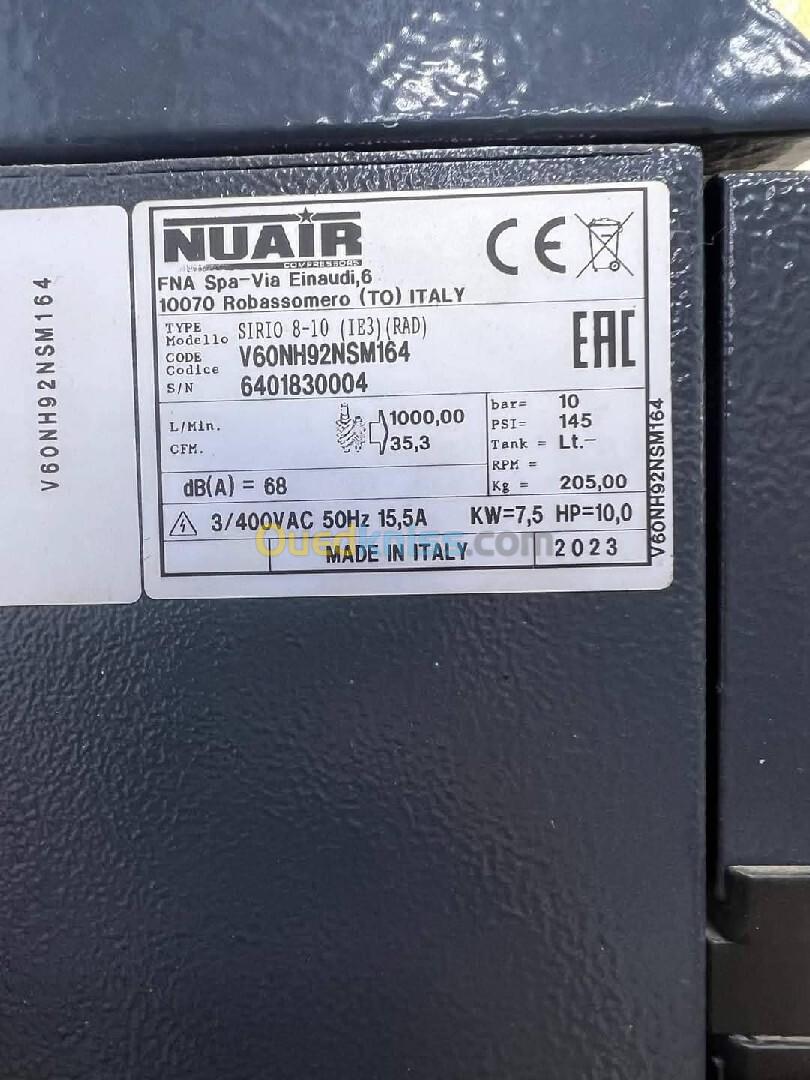 V60NH92NSM164
NUAIR
COMPRESSORS
FNA Spa-Via Einaudi,6
10070 Robassomero (TO) ITALY
TYPE
Modello
SIRIO 8-10 (IE3)(RAD)
CODE
Codice
V60NH92NSM164
S/N
6401830004
CE
EAC
L/Min.
1000,00
CFM.
35,3
dB(A) = 68
bar= 10
PSI= 145
Tank = Lt.-
RPM =
Kg = 205,00
3/400VAC 50Hz 15,5A KW=7,5 HP=10,0
MADE IN ITALY
2023
V60NH92NSM164
Ouedkniss.com